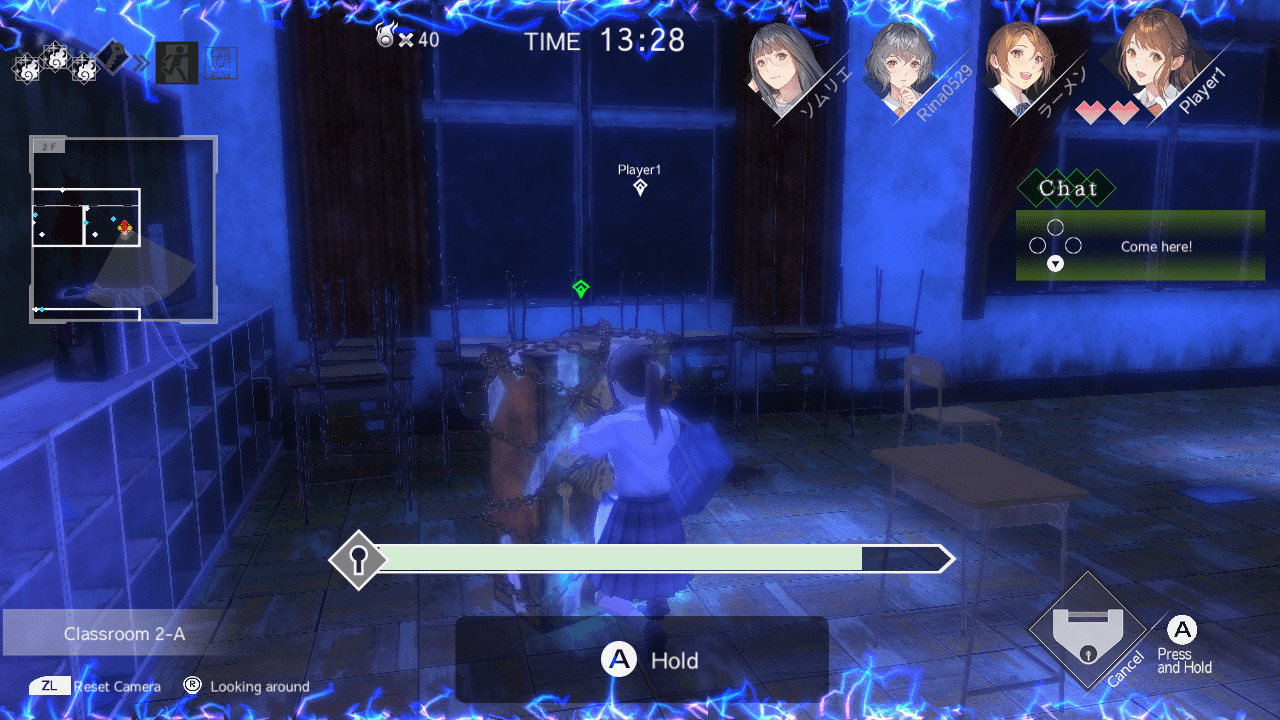 × 40
TIME 13:28
ソムリエ
Rina0529
ラーメン
Player1
2 F
Player1
Chat
Come here!
Classroom 2-A
A Hold
Cancel
A
Press
and Hold
ZL Reset Camera
R Looking around